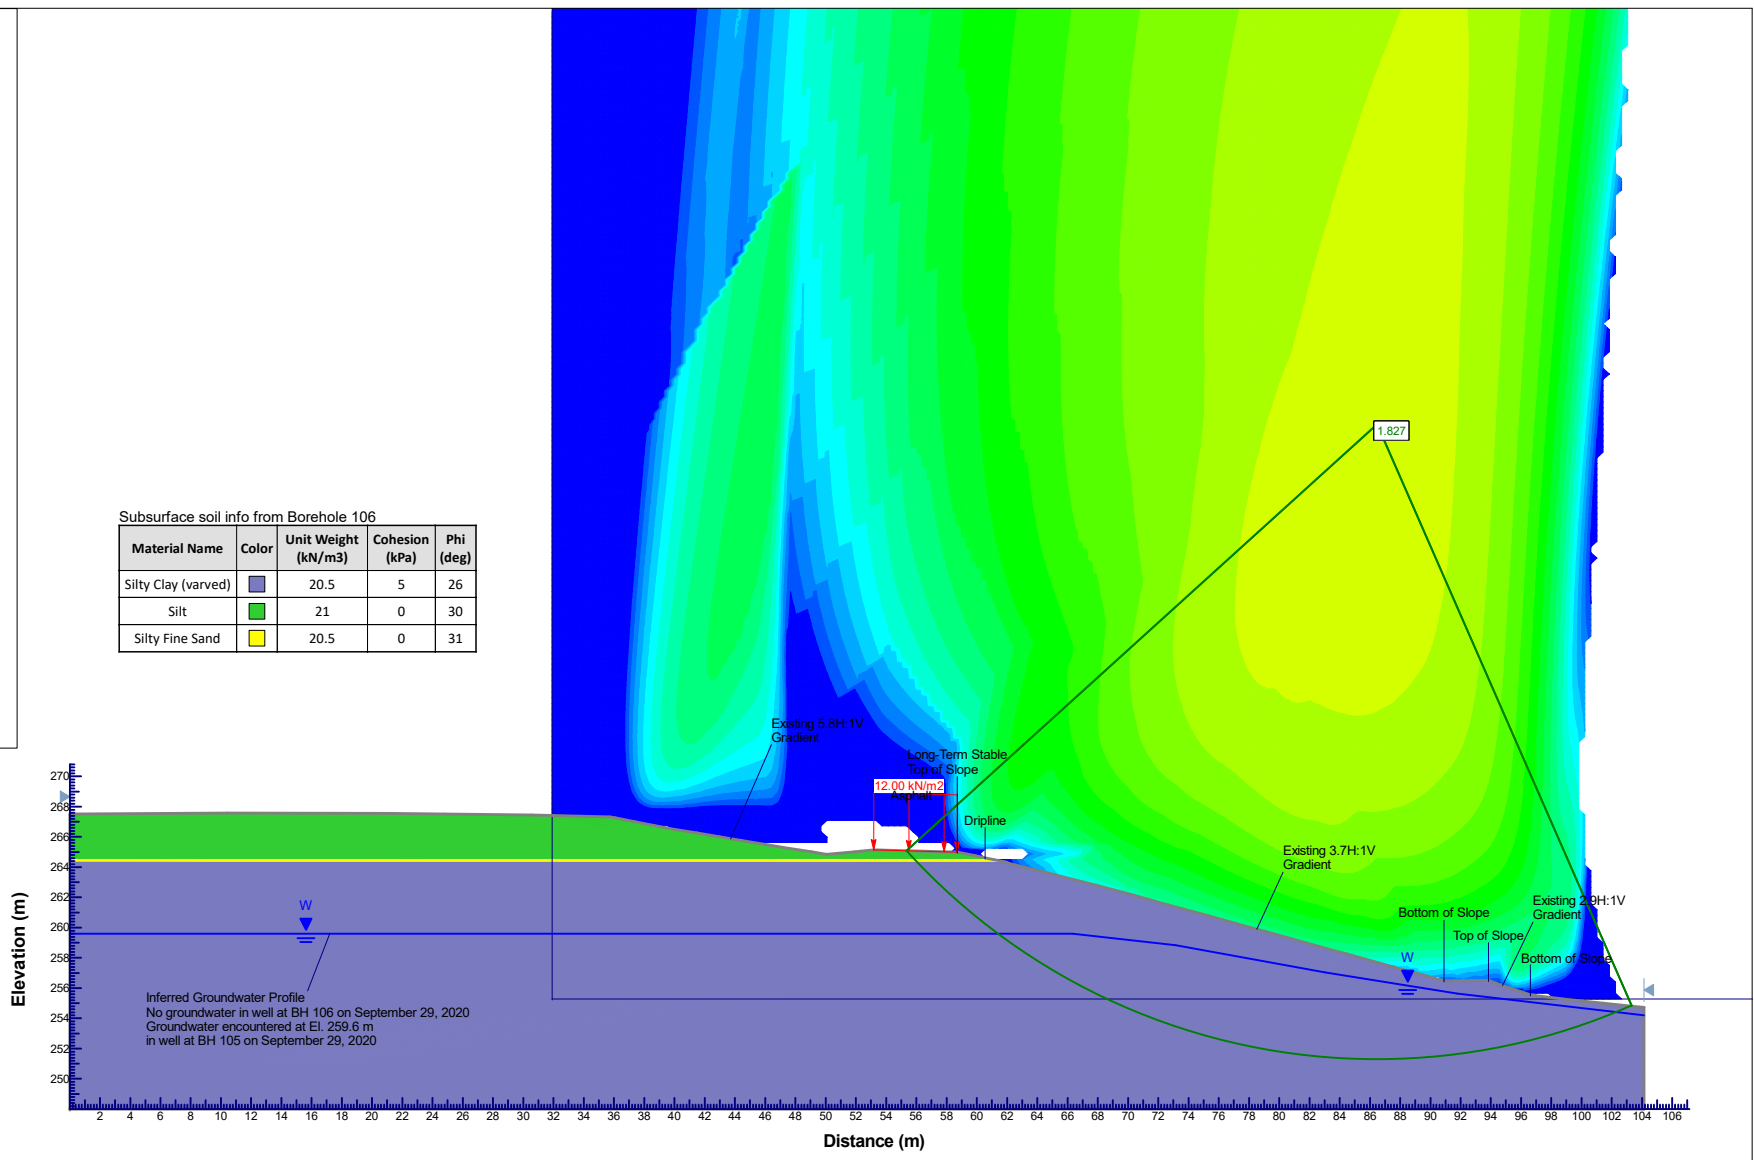 1.827
Subsurface soil info from Borehole 106
Material Name Color Unit Weight (kN/m3) Cohesion (kPa) Phi (deg)
Silty Clay (varved) 20.5 5 26
Silt 21 0 30
Silty Fine Sand 20.5 0 31
Existing 5.8H:1V
Gradient
Long-Term Stable
Top of Slope
12.00 kN/m2
Asphalt
Dripline
Existing 3.7H:1V
Gradient
Existing 2.9H:1V
Gradient
Bottom of Slope
Top of Slope
Bottom of Slope
W
W
Inferred Groundwater Profile
No groundwater in well at BH 106 on September 29, 2020
Groundwater encountered at El. 259.6 m
in well at BH 105 on September 29, 2020
Elevation (m)
270
268
266
264
262
260
258
256
254
252
250
2 4 6 8 10 12 14 16 18 20 22 24 26 28 30 32 34 36 38 40 42 44 46 48 50 52 54 56 58 60 62 64 66 68 70 72 74 76 78 80 82 84 86 88 90 92 94 96 98 100 102 104 106
Distance (m)